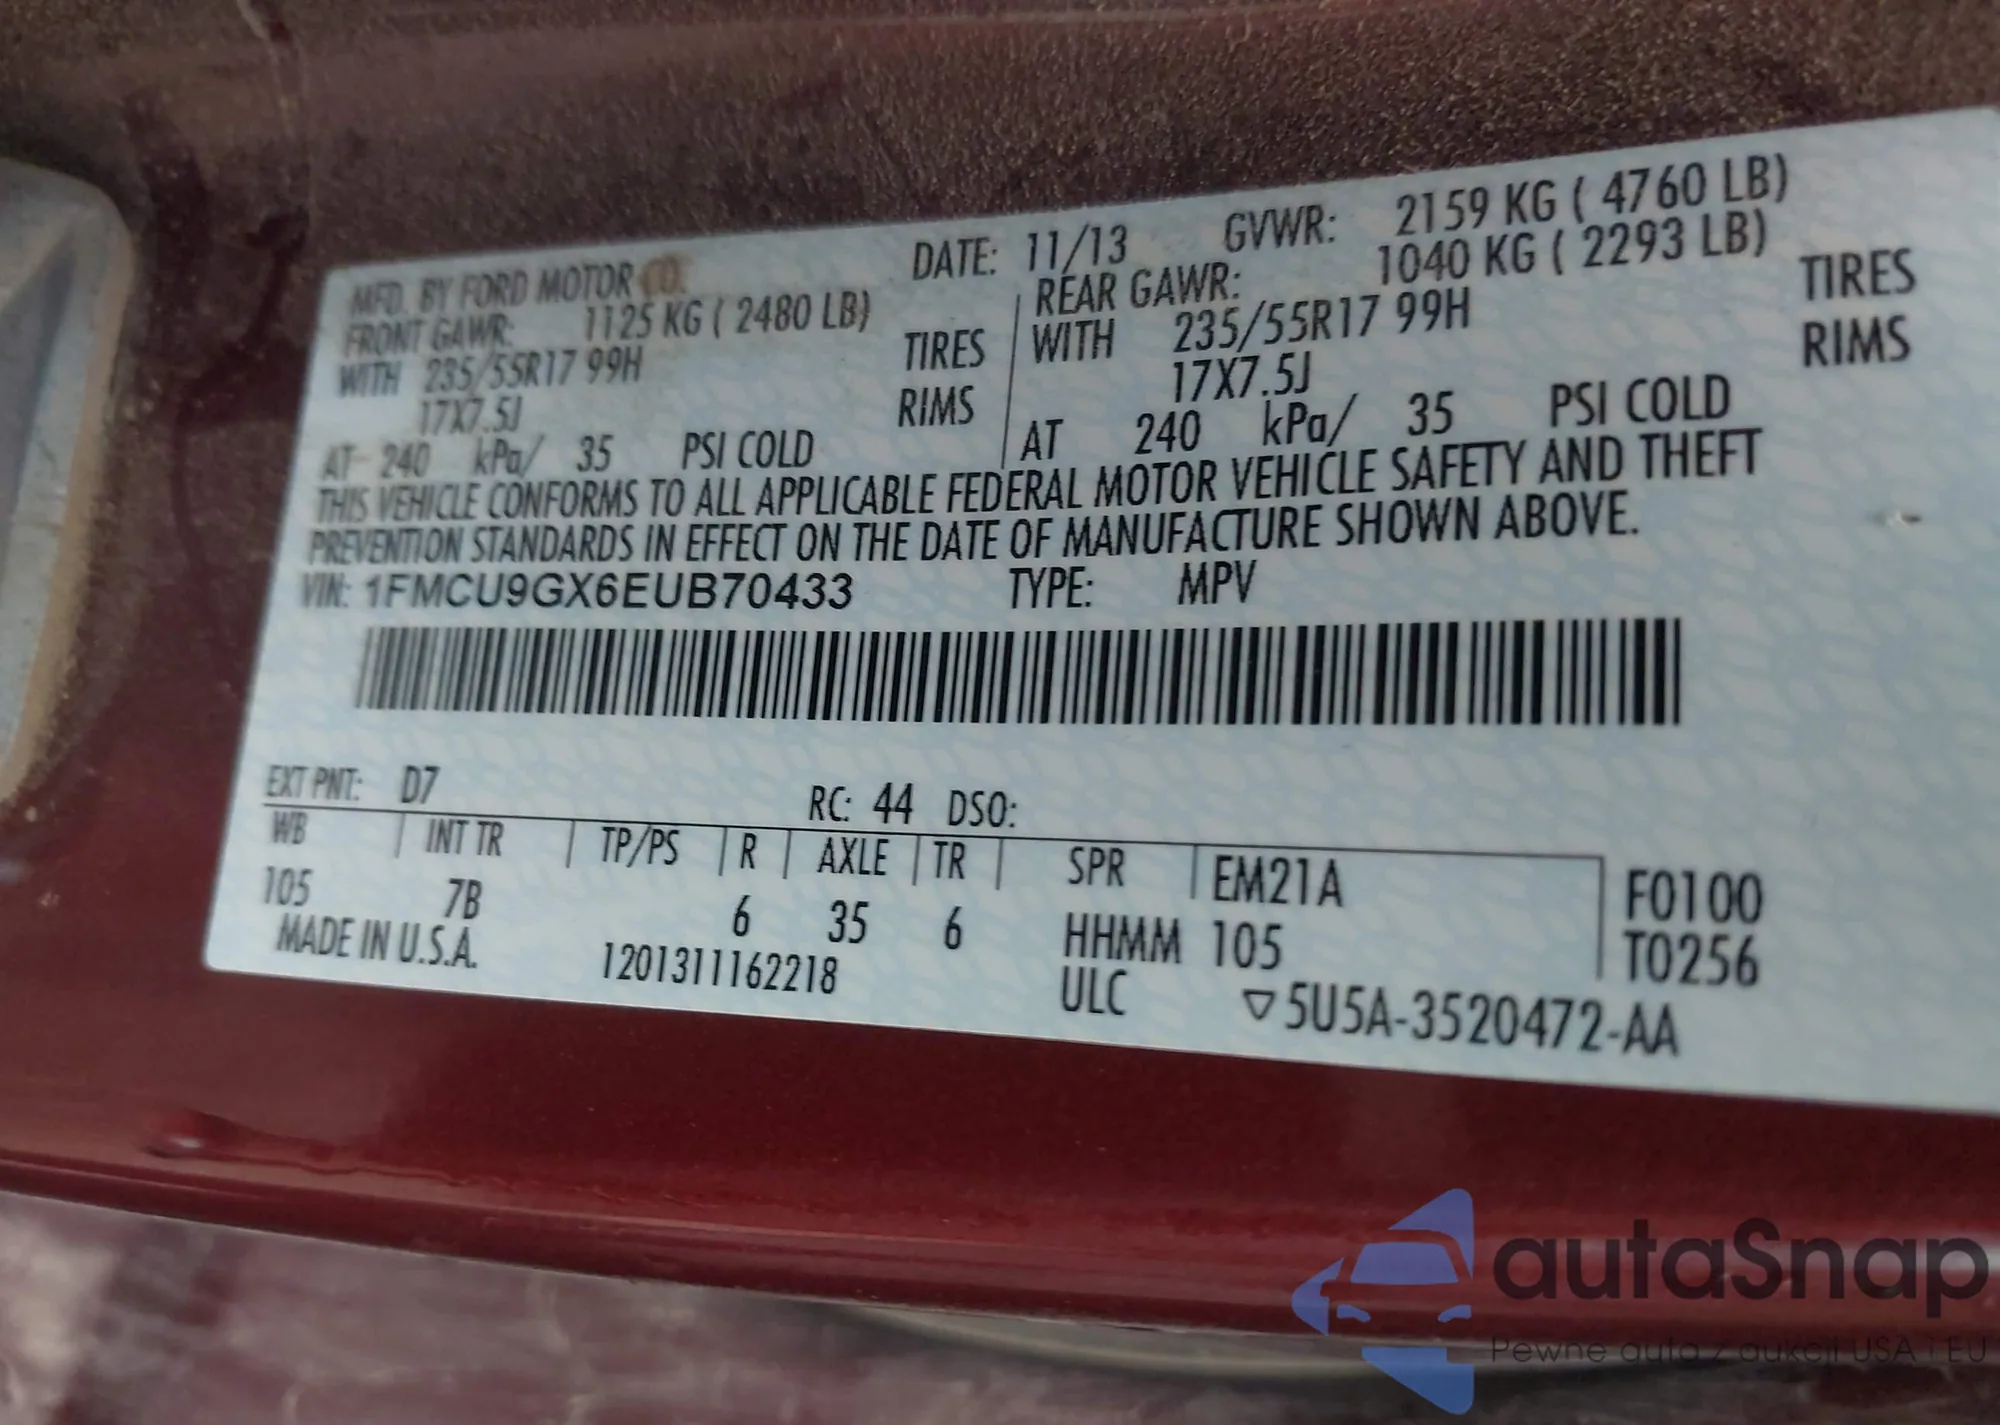 MFD. BY FORD MOTOR CO.
DATE: 11/13 GVWR: 2159 KG ( 4760 LB)
FRONT GAWR: 1125 KG ( 2480 LB) REAR GAWR: 1040 KG ( 2293 LB)
WITH 235/55R17 99H TIRES WITH 235/55R17 99H TIRES
17X7.5J RIMS 17X7.5J RIMS
AT 240 kPa/ 35 PSI COLD AT 240 kPa/ 35 PSI COLD
THIS VEHICLE CONFORMS TO ALL APPLICABLE FEDERAL MOTOR VEHICLE SAFETY AND THEFT
PREVENTION STANDARDS IN EFFECT ON THE DATE OF MANUFACTURE SHOWN ABOVE.
VIN: 1FMCU9GX6EUB70433 TYPE: MPV
EXT PNT: D7 RC: 44 DSO:
WB INT TR TP/PS R AXLE TR SPR EM21A F0100
105 7B 6 35 6 HHMM 105 T0256
MADE IN U.S.A. 1201311162218 ULC ▽5U5A-3520472-AA
autaSnap
Pewne auta z aukcji USA i EU